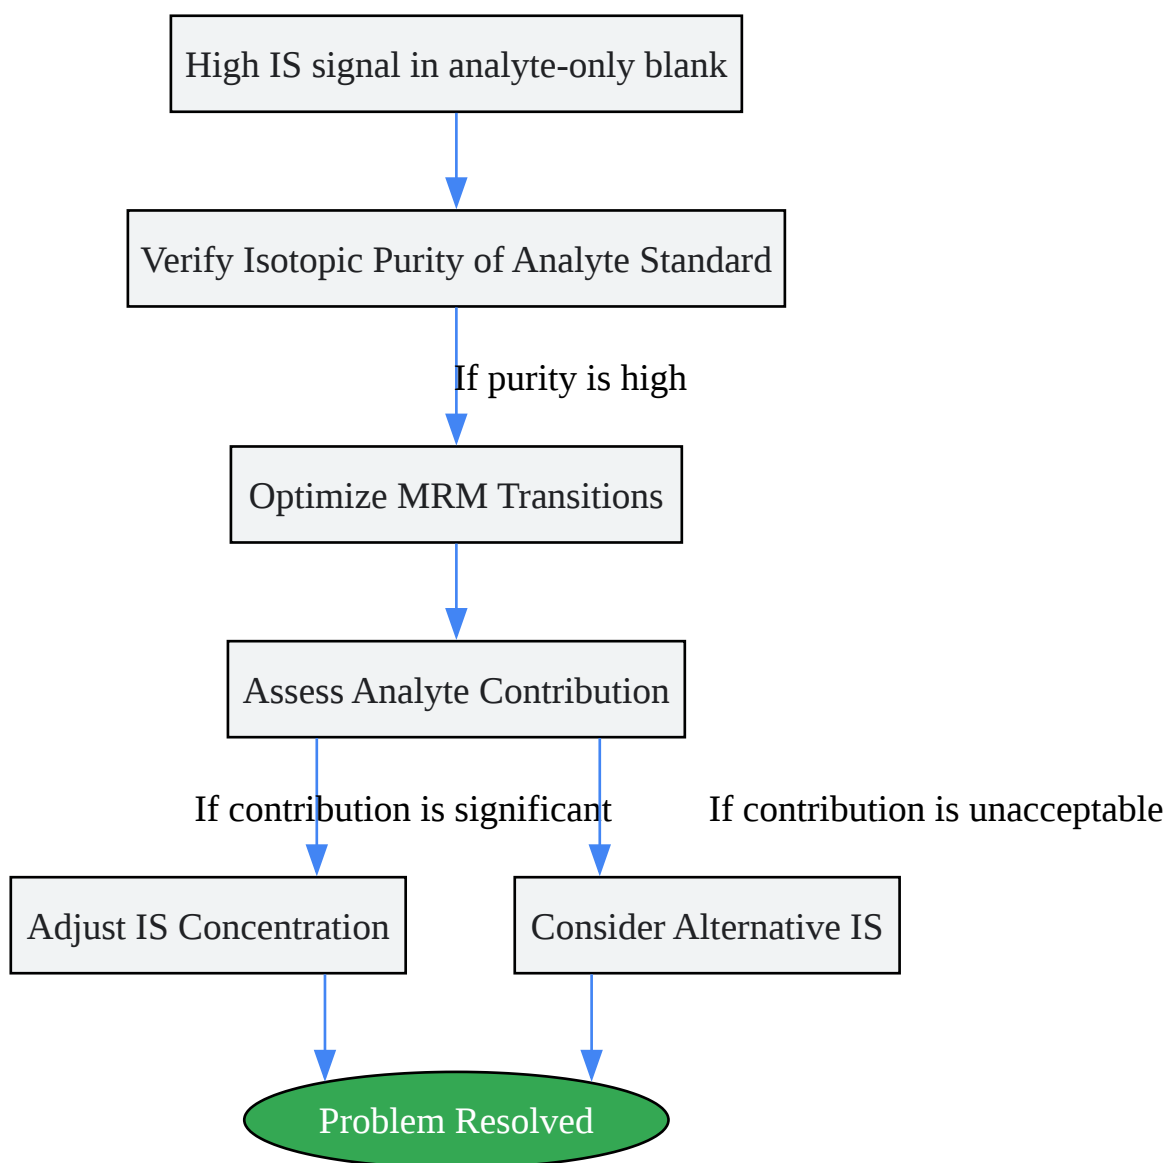 High IS signal in analyte-only blank
Verify Isotopic Purity of Analyte Standard
If purity is high
Optimize MRM Transitions
Assess Analyte Contribution
If contribution is significant
If contribution is unacceptable
Adjust IS Concentration
Consider Alternative IS
Problem Resolved